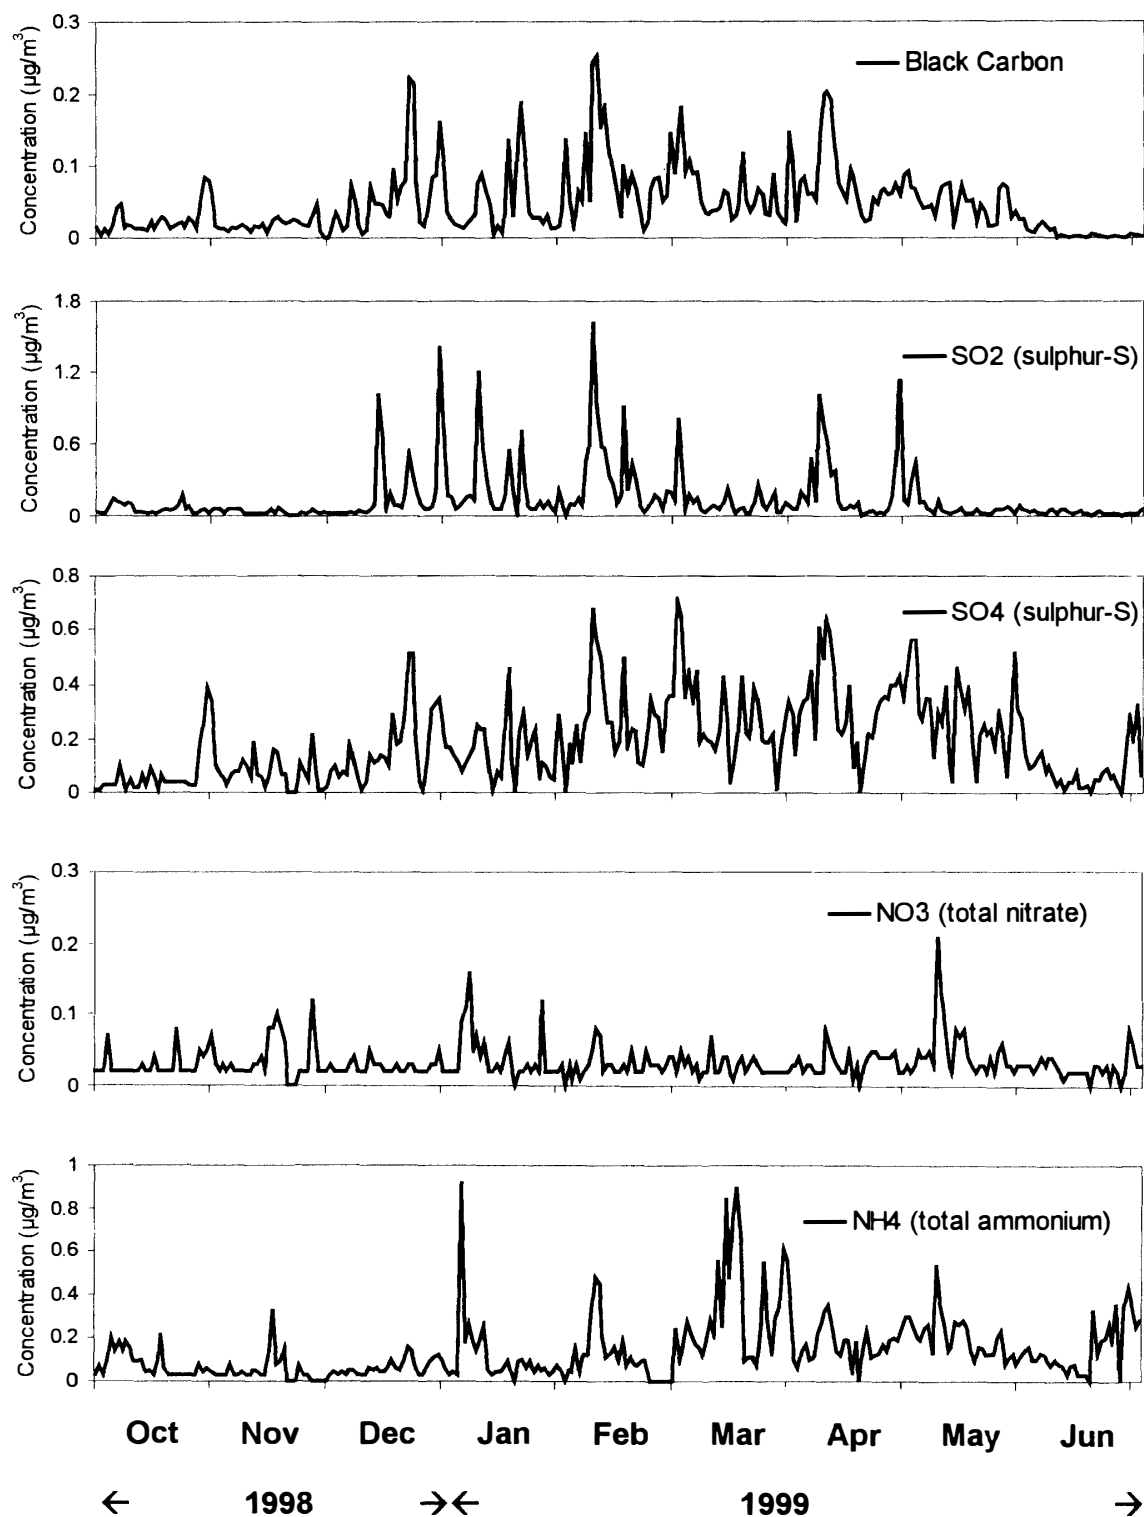 0.3
0.2
0.1
0
Concentration (µg/m³)
Black Carbon
1.8
1.2
0.6
0
Concentration (µg/m³)
SO2 (sulphur-S)
0.8
0.6
0.4
0.2
0
Concentration (µg/m³)
SO4 (sulphur-S)
0.3
0.2
0.1
0
Concentration (µg/m³)
NO3 (total nitrate)
1
0.8
0.6
0.4
0.2
0
Concentration (µg/m³)
NH4 (total ammonium)
Oct Nov Dec Jan Feb Mar Apr May Jun
← 1998 →← 1999 →